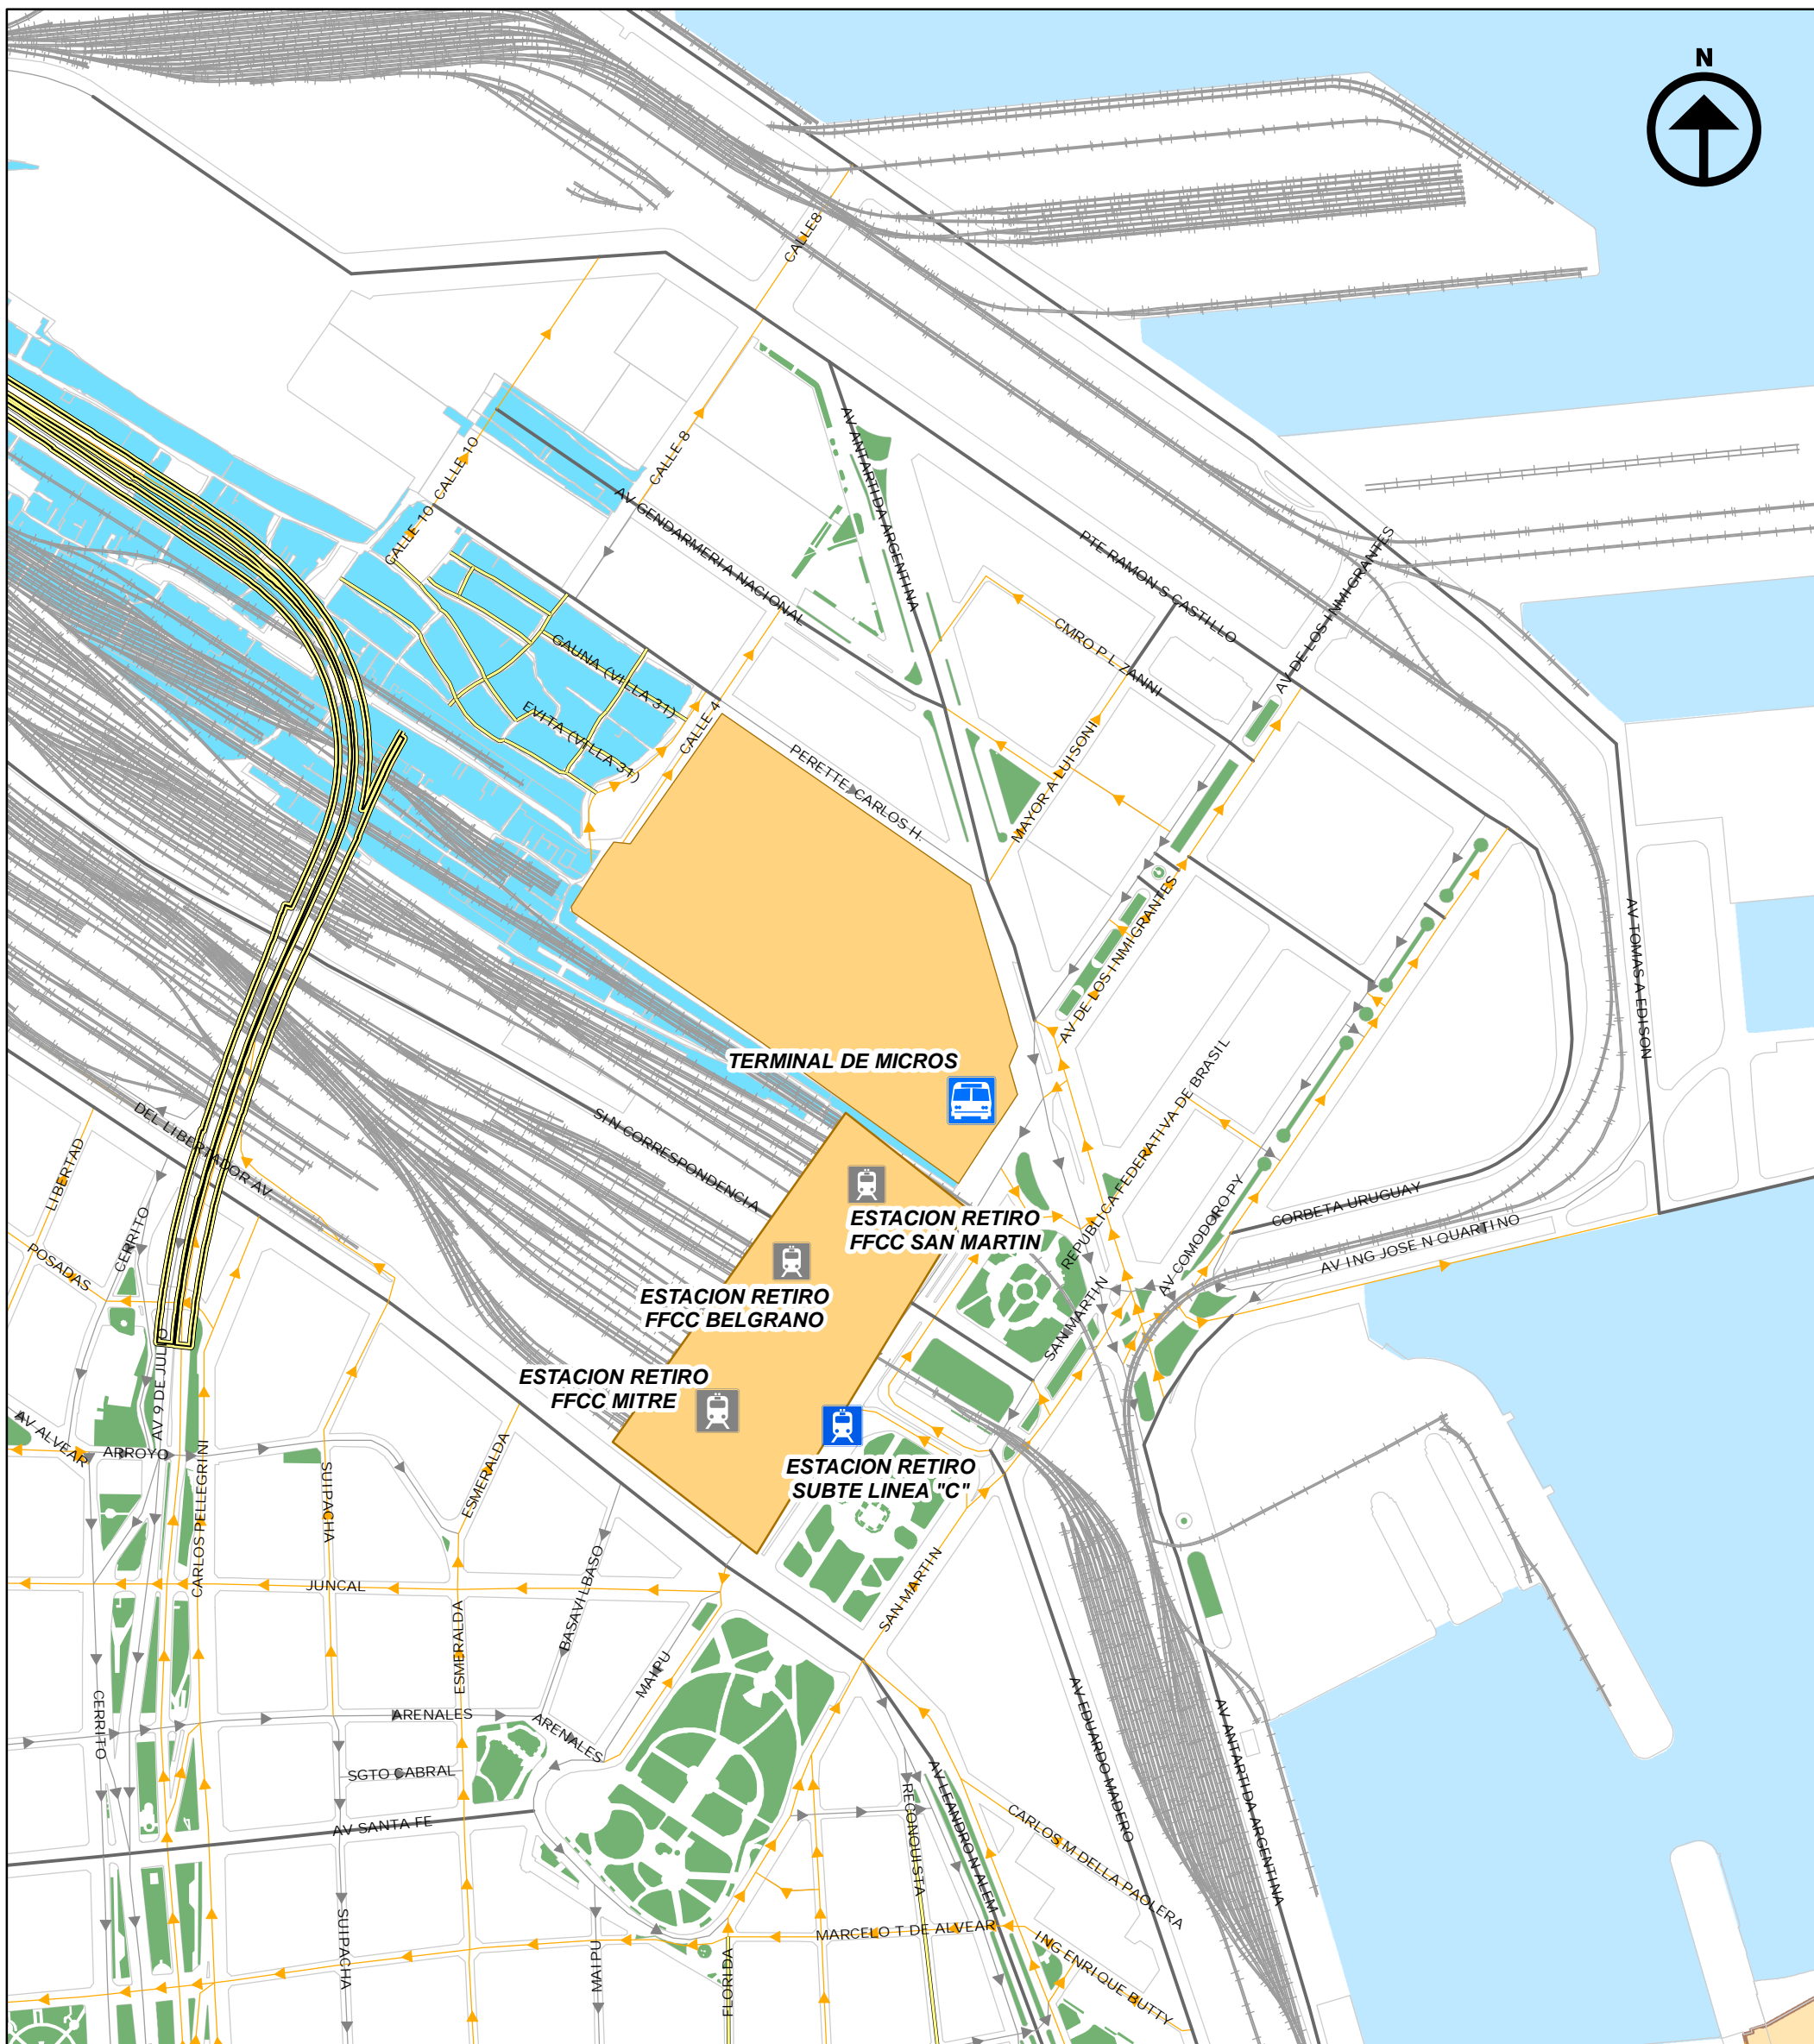 N
CALLE8
CALLE 10
CALLE 10
CALLE 8
AV ANTARTIDA ARGENTINA
AV GENDARMERIA NACIONAL
PTE RAMON S CASTILLO
AV DE LOS INMIGRANTES
CMRO P L ZANNI
GAUNA (VILLA 31)
EVITA (VILLA 31)
CALLE 4
PERETTE, CARLOS H.
MAYOR A LUISONI
AV DE LOS INMIGRANTES
AV TOMAS A EDISON
TERMINAL DE MICROS
DEL LIBERTADOR AV
SIN CORRESPONDENCIA
LIBERTAD
CERRITO
POSADAS
REPUBLICA FEDERATIVA DE BRASIL
AV COMODORO PY
CORBETA URUGUAY
AV ING JOSE N QUARTINO
ESTACION RETIRO
FFCC SAN MARTIN
ESTACION RETIRO
FFCC BELGRANO
SAN MARTIN
ESTACION RETIRO
FFCC MITRE
AV 9 DE JULIO
AV ALVEAR
ARROYO
CARLOS PELLEGRINI
SUIPACHA
ESMERALDA
ESTACION RETIRO
SUBTE LINEA "C"
JUNCAL
BASAVILBASO
SAN MARTIN
ESMERALDA
MAIPU
CERRITO
ARENALES
ARENALES
SGTO CABRAL
AV SANTA FE
AV EDUARDO MADERO
AV ANTARTIDA ARGENTINA
RECONQUISTA
AV LEANDRO N ALEM
CARLOS M DELLA PAOLERA
SUIPACHA
MAIPU
FLORIDA
MARCELO T DE ALVEAR
ING ENRIQUE BUTTY